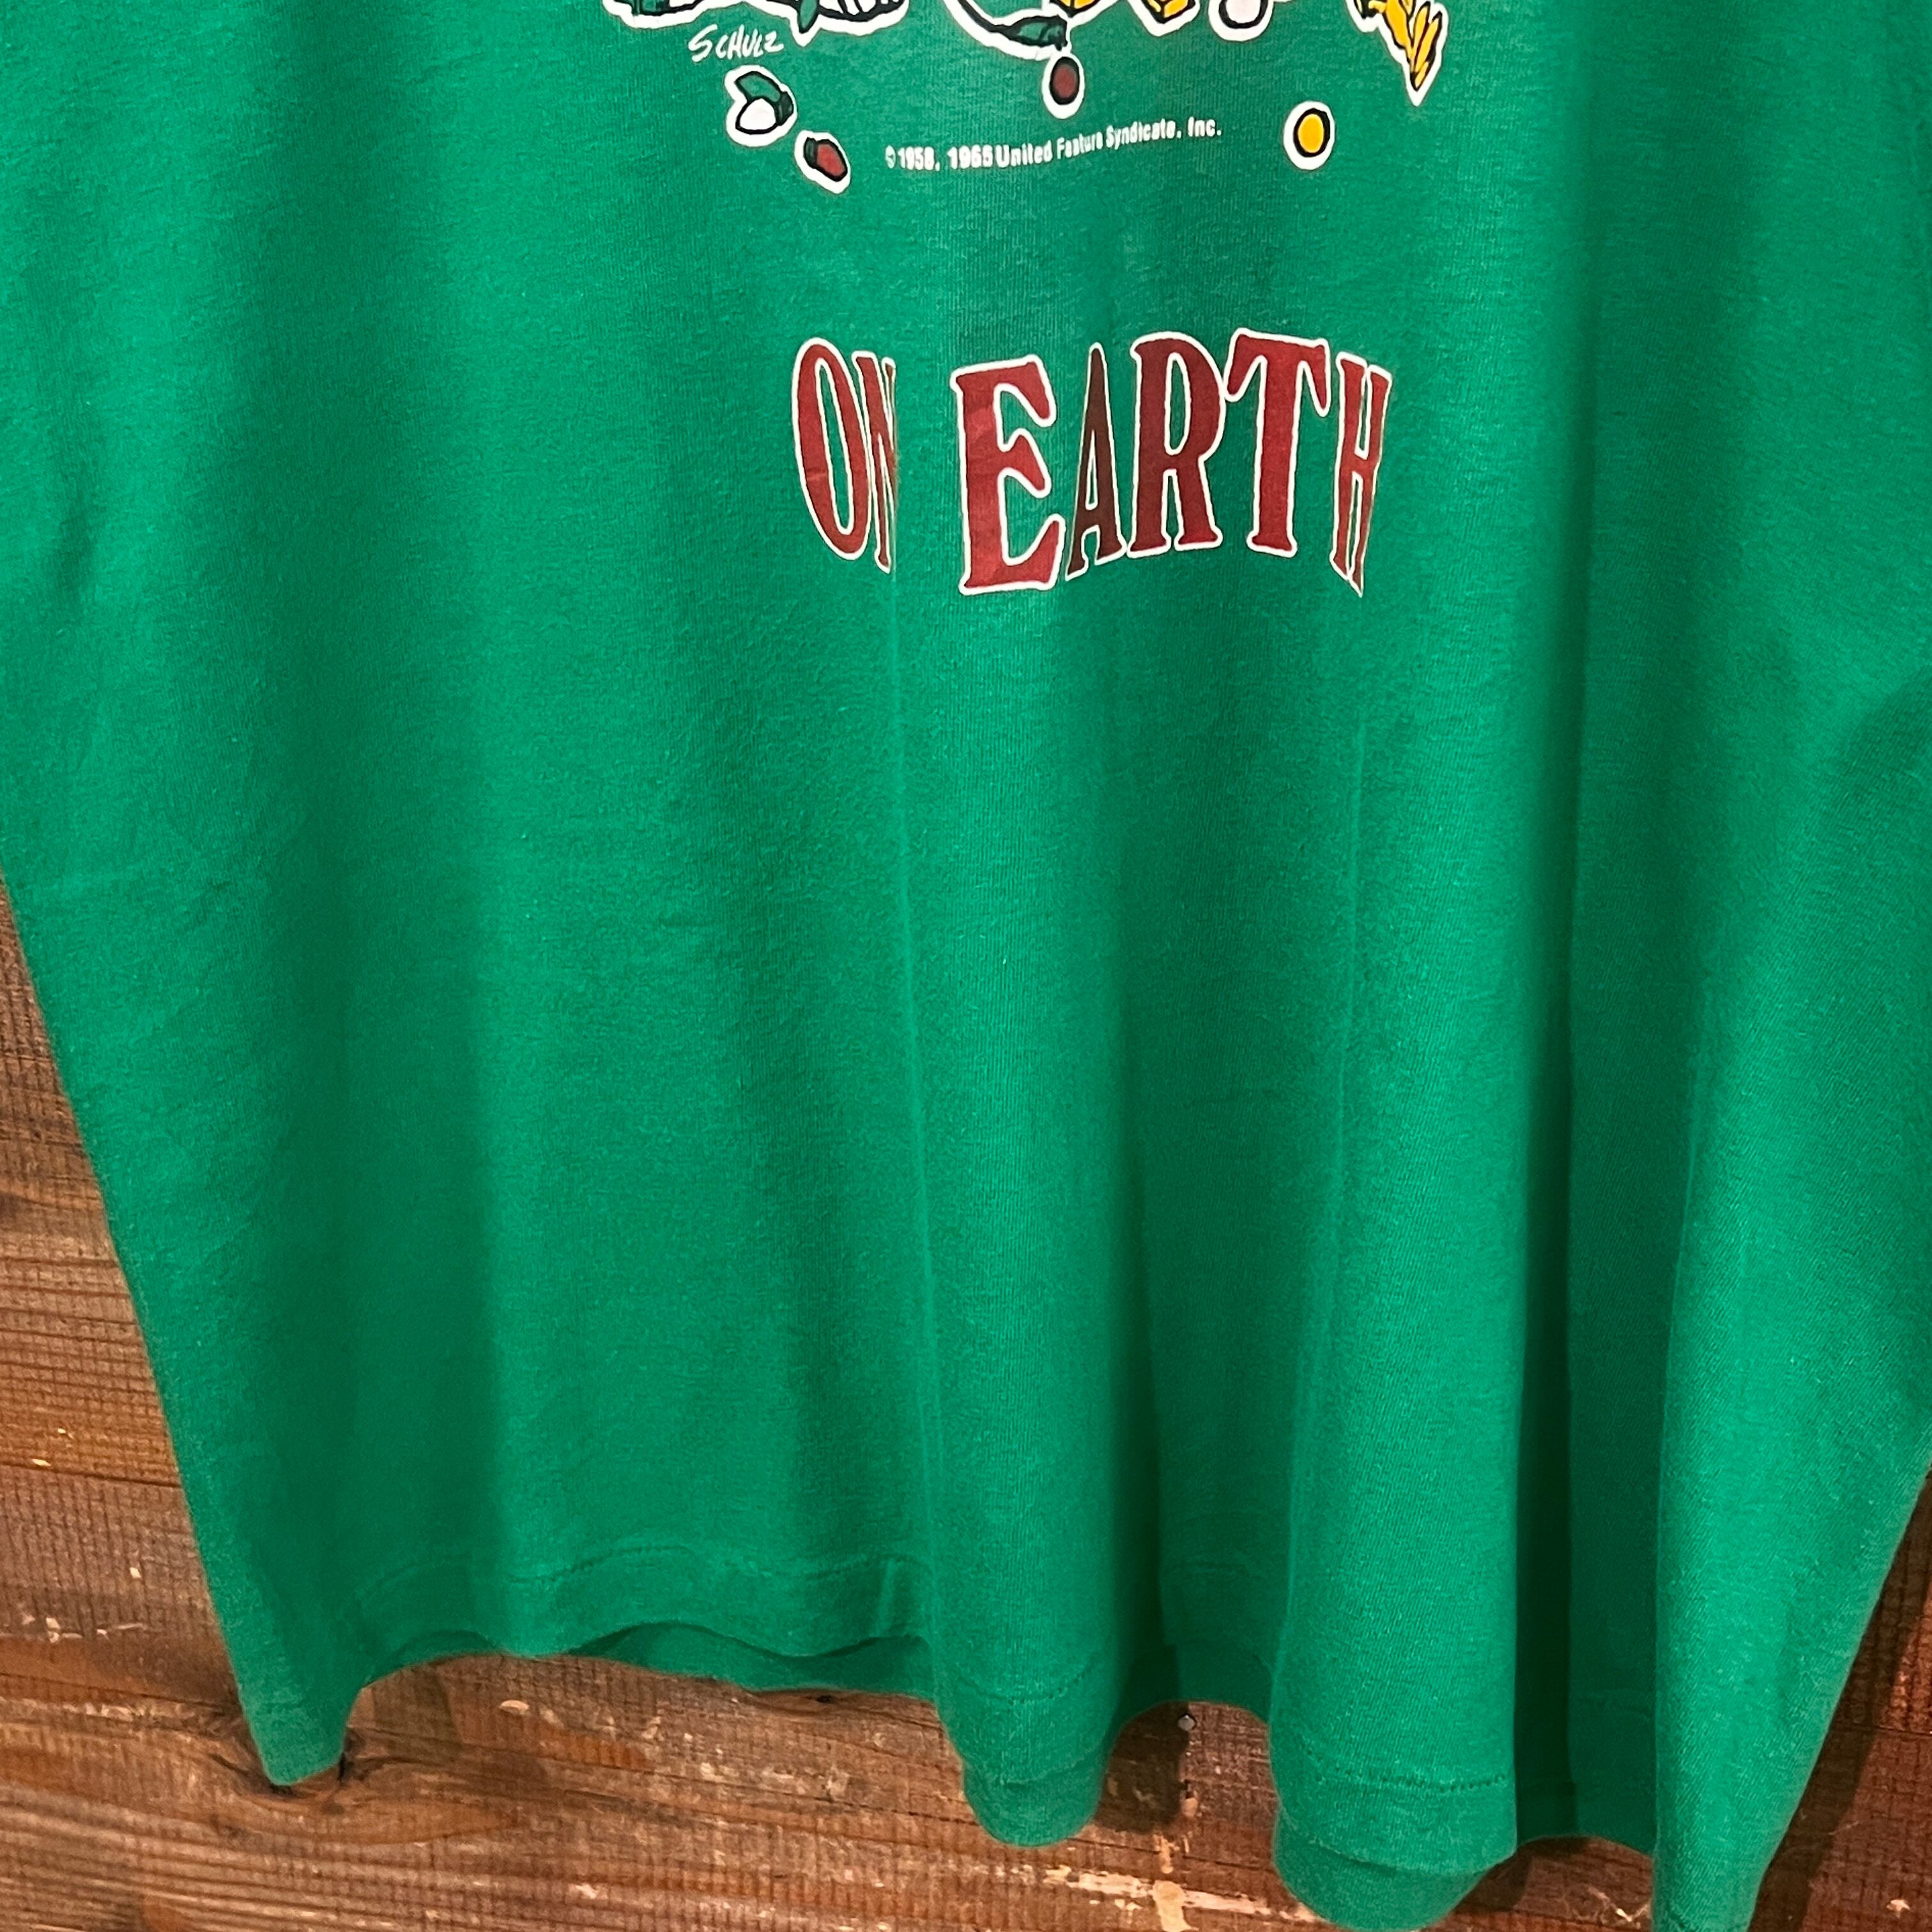 SCHULZ
©1958, 1965 United Feature Syndicate, Inc.
ON EARTH